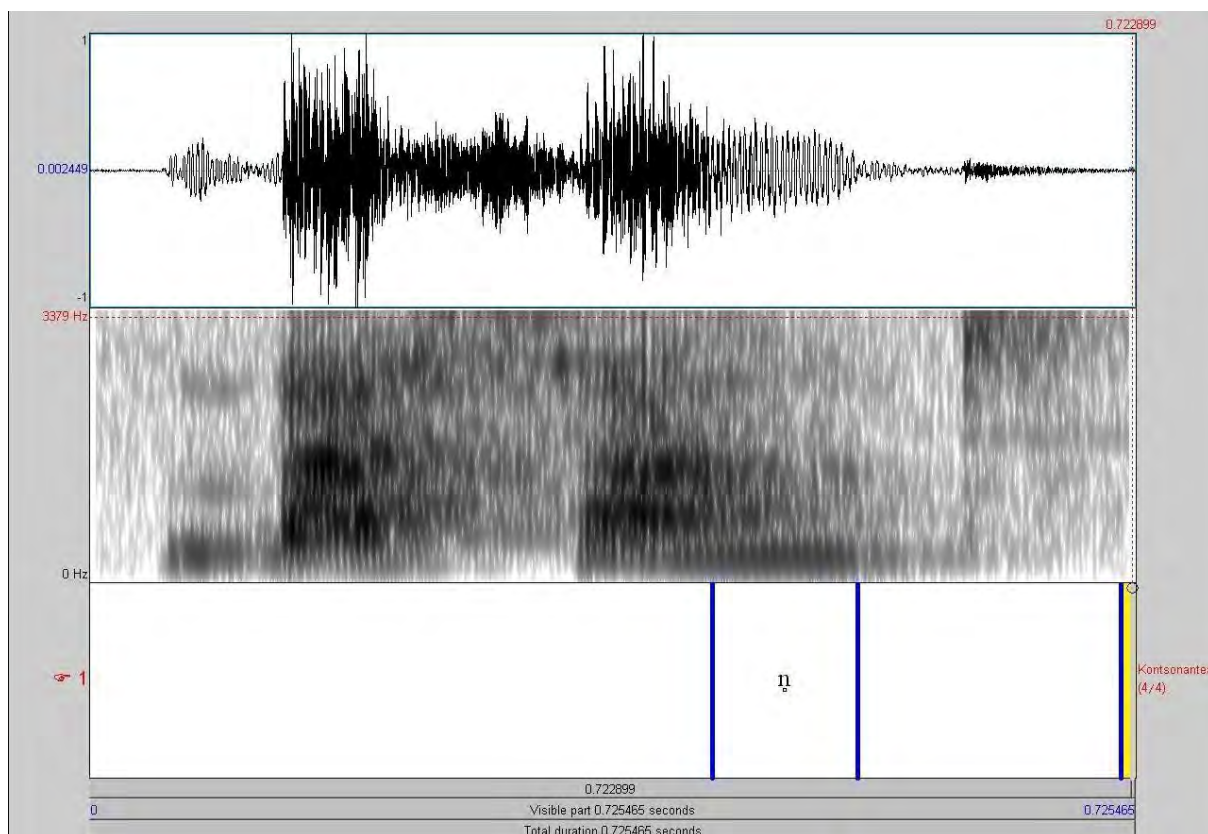 0.722899
1
0.002449
-1
3379 Hz
0 Hz
n̥
1
Kontsonante
(4/4)
0.722899
0 Visible part 0.725465 seconds 0.725465
Total duration 0.725465 seconds